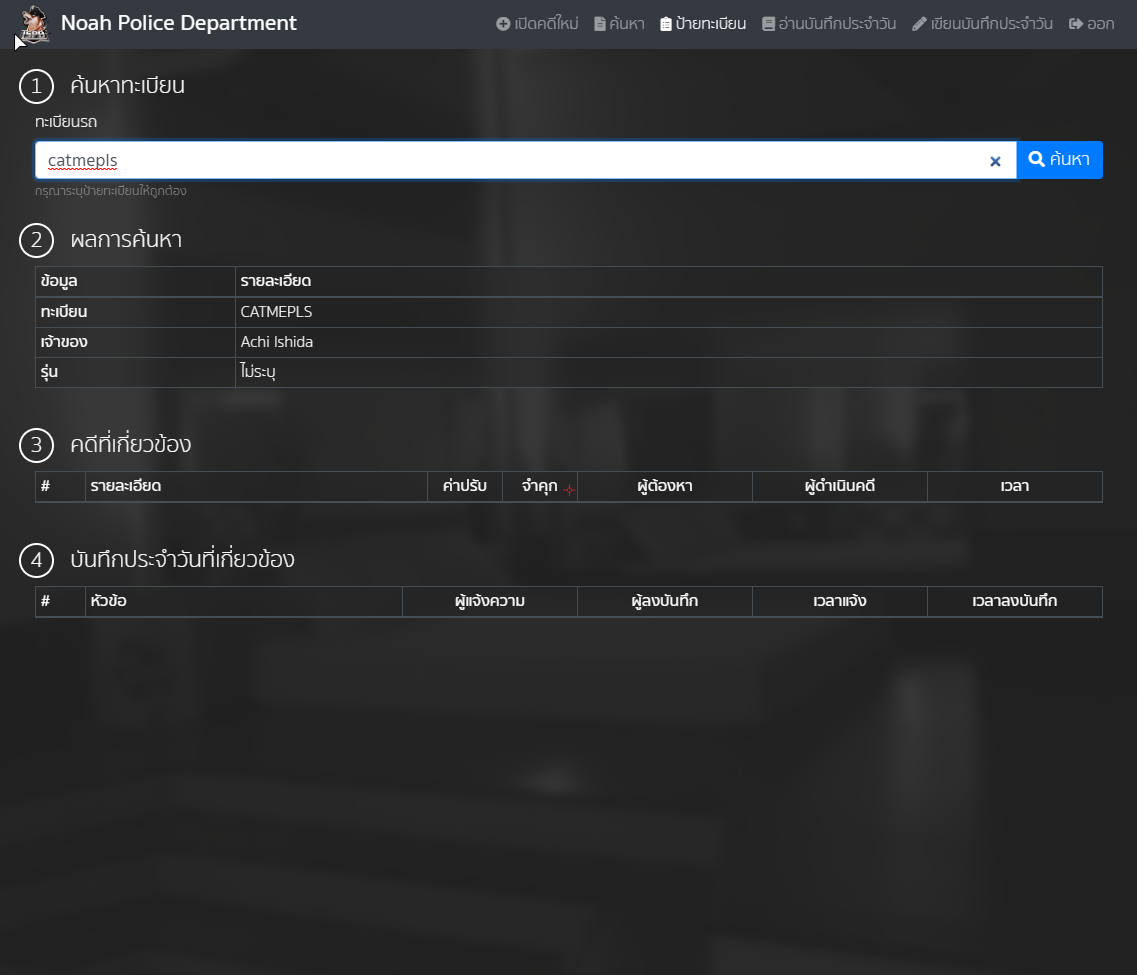 Noah Police Department
เปิดคดีใหม่ ค้นหา ป้ายทะเบียน อ่านบันทึกประจำวัน เขียนบันทึกประจำวัน ออก
1 ค้นหาทะเบียน
ทะเบียนรถ
catmepls × ค้นหา
กรุณาระบุป้ายทะเบียนให้ถูกต้อง
2 ผลการค้นหา
ข้อมูล รายละเอียด
ทะเบียน CATMEPLS
เจ้าของ Achi Ishida
รุ่น ไม่ระบุ
3 คดีที่เกี่ยวข้อง
# รายละเอียด ค่าปรับ จำคุก ผู้ต้องหา ผู้ดำเนินคดี เวลา
4 บันทึกประจำวันที่เกี่ยวข้อง
# หัวข้อ ผู้แจ้งความ ผู้ลงบันทึก เวลาแจ้ง เวลาลงบันทึก